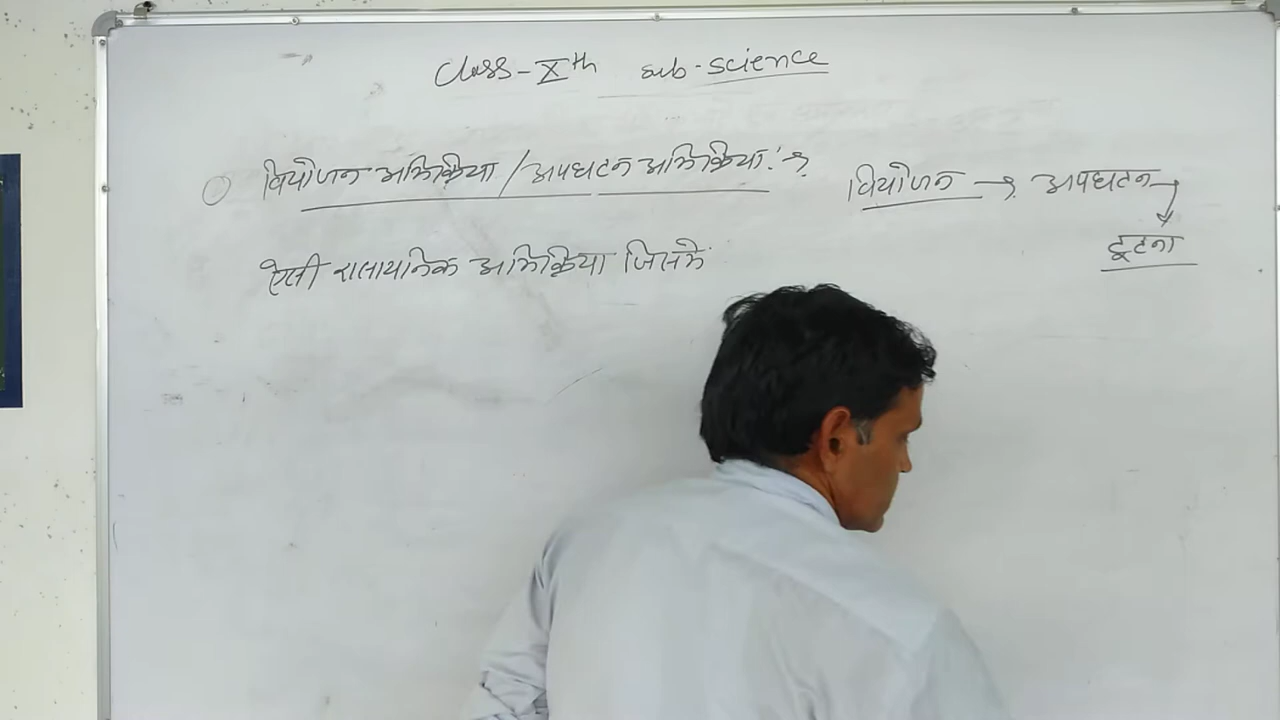 Class-Xth sub-science
वियोजन अभिक्रिया/अपघटन अभिक्रिया:→ वियोजन → अपघटन
टूटना
ऐसी रासायनिक अभिक्रिया जिसमें